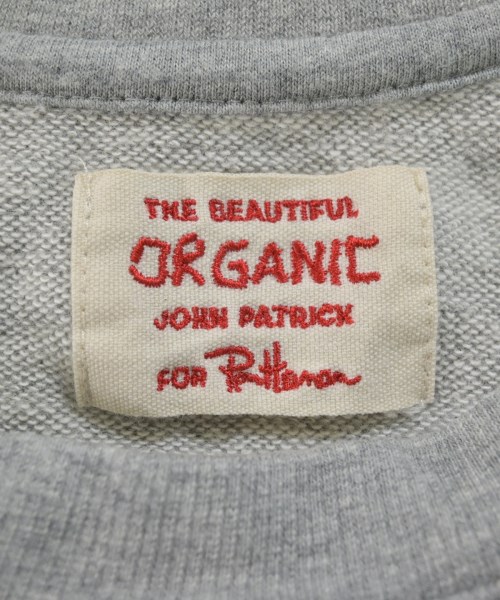 THE BEAUTIFUL
ORGANIC
JOHN PATRICK
FOR Ron Herman